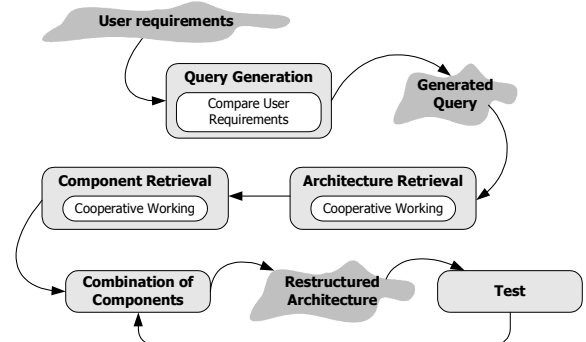 User requirements
Query Generation
Compare User
Requirements
Generated
Query
Component Retrieval
Cooperative Working
Architecture Retrieval
Cooperative Working
Combination of
Components
Restructured
Architecture
Test